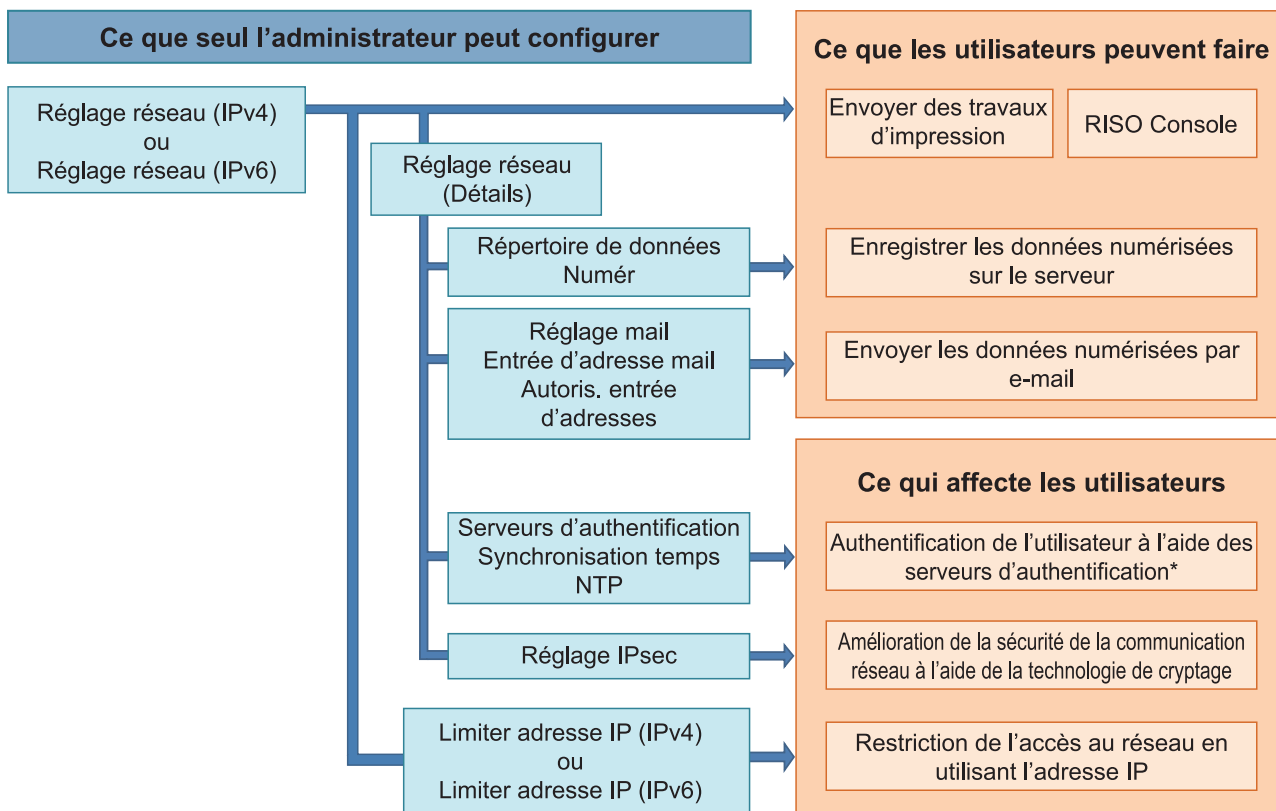 Ce que seul l’administrateur peut configurer
Réglage réseau (IPv4)
ou
Réglage réseau (IPv6)
Réglage réseau
(Détails)
Répertoire de données
Numér
Réglage mail
Entrée d’adresse mail
Autoris. entrée
d’adresses
Serveurs d’authentification
Synchronisation temps
NTP
Réglage IPsec
Limiter adresse IP (IPv4)
ou
Limiter adresse IP (IPv6)
Ce que les utilisateurs peuvent faire
Envoyer des travaux
d’impression
RISO Console
Enregistrer les données numérisées
sur le serveur
Envoyer les données numérisées par
e-mail
Ce qui affecte les utilisateurs
Authentification de l’utilisateur à l’aide des
serveurs d’authentification*
Amélioration de la sécurité de la communication
réseau à l’aide de la technologie de cryptage
Restriction de l’accès au réseau en
utilisant l’adresse IP